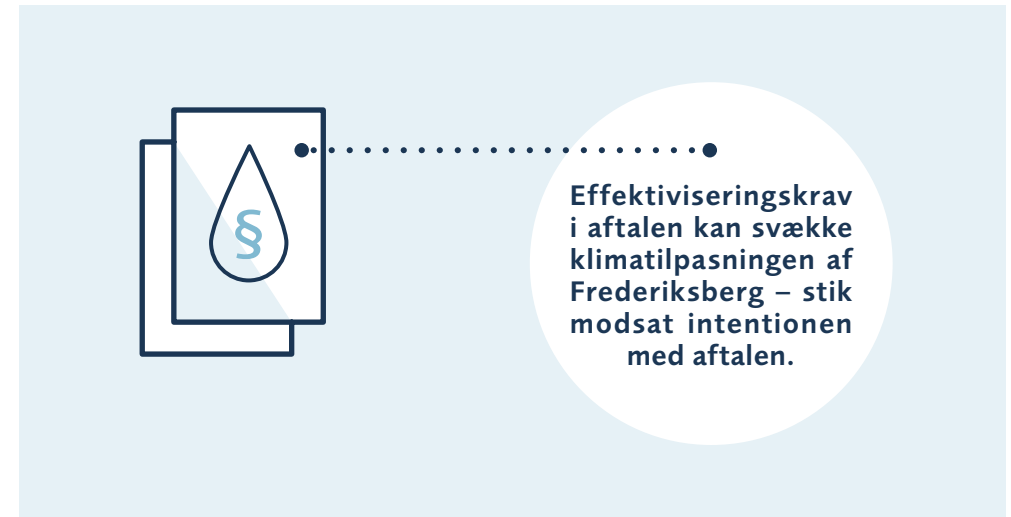 §
Effektiviseringskrav
i aftalen kan svække
klimatilpasningen af
Frederiksberg – stik
modsat intentionen
med aftalen.